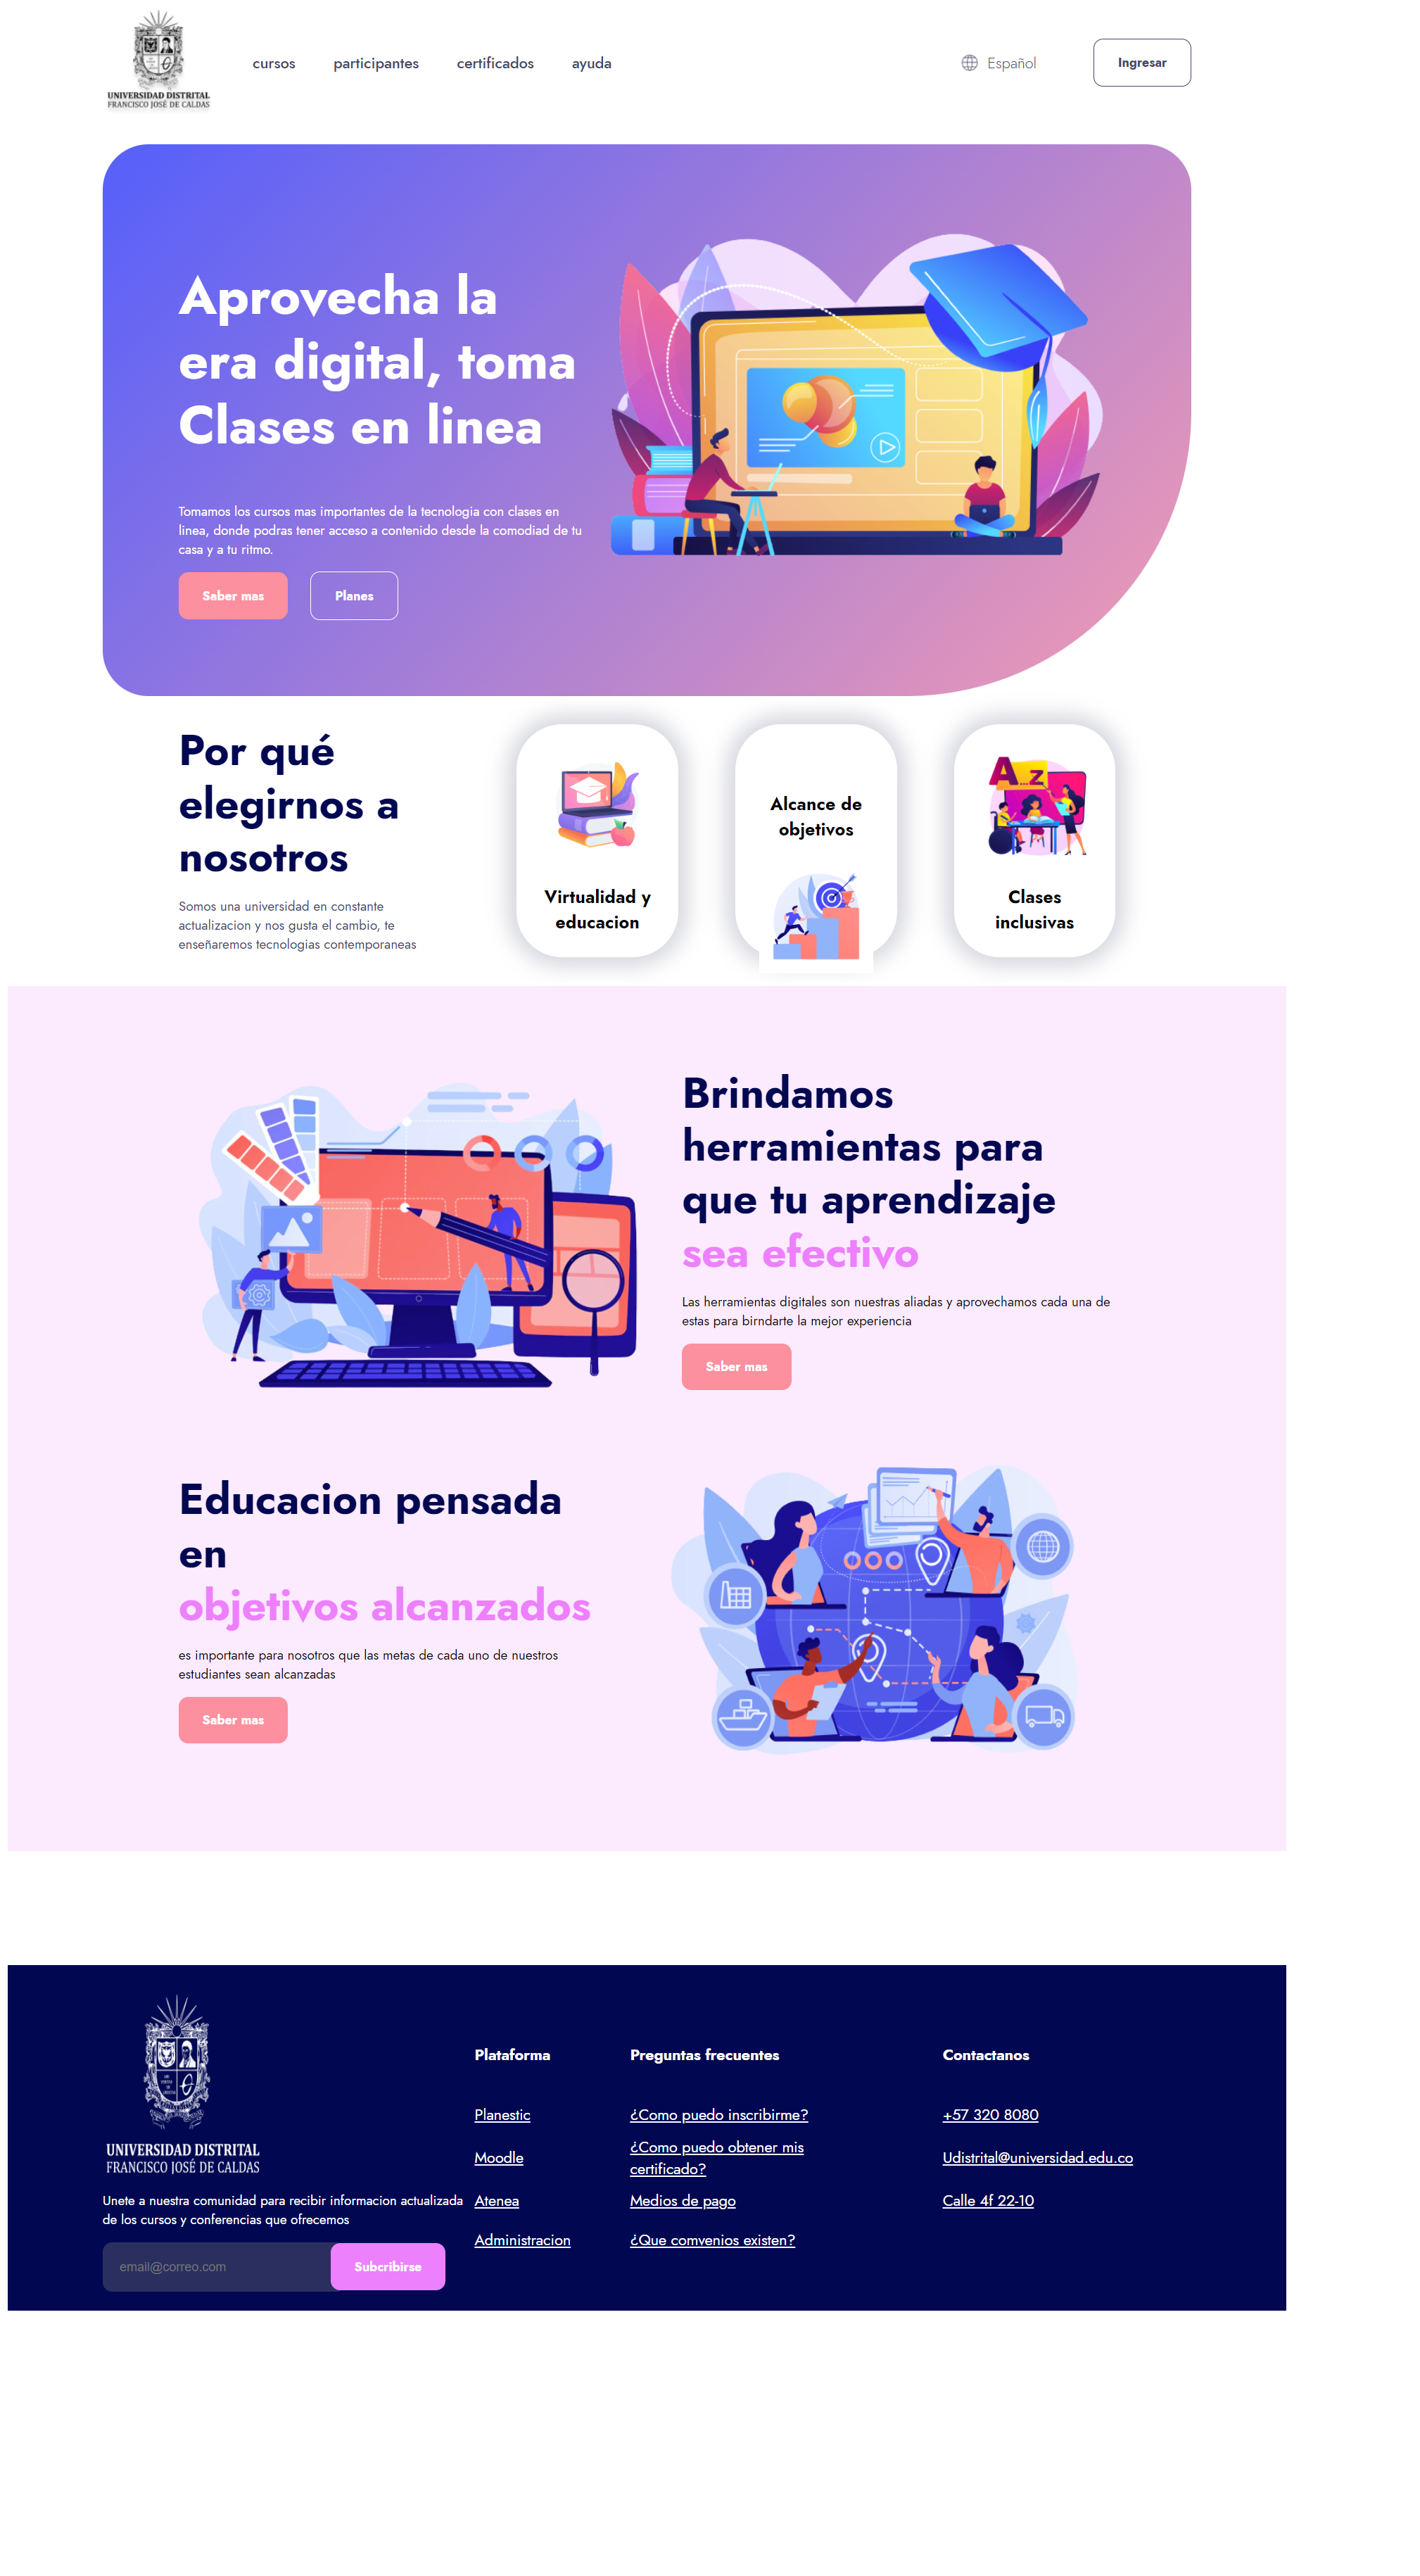 UNIVERSIDAD DISTRITAL
FRANCISCO JOSÉ DE CALDAS
cursos
participantes
certificados
ayuda
Español
Ingresar
Aprovecha la
era digital, toma
Clases en linea
Tomamos los cursos mas importantes de la tecnologia con clases en
linea, donde podras tener acceso a contenido desde la comodiad de tu
casa y a tu ritmo.
Saber mas
Planes
Por qué
elegirnos a
nosotros
Somos una universidad en constante
actualizacion y nos gusta el cambio, te
enseñaremos tecnologias contemporaneas
Virtualidad y
educacion
Alcance de
objetivos
A...z
Clases
inclusivas
Brindamos
herramientas para
que tu aprendizaje
sea efectivo
Las herramientas digitales son nuestras aliadas y aprovechamos cada una de
estas para birndarte la mejor experiencia
Saber mas
Educacion pensada
en
objetivos alcanzados
es importante para nosotros que las metas de cada uno de nuestros
estudiantes sean alcanzadas
Saber mas
UNIVERSIDAD DISTRITAL
FRANCISCO JOSÉ DE CALDAS
Unete a nuestra comunidad para recibir informacion actualizada
de los cursos y conferencias que ofrecemos
email@correo.com
Subcribirse
Plataforma
Planestic
Moodle
Atenea
Administracion
Preguntas frecuentes
¿Como puedo inscribirme?
¿Como puedo obtener mis
certificado?
Medios de pago
¿Que comvenios existen?
Contactanos
+57 320 8080
Udistrital@universidad.edu.co
Calle 4f 22-10